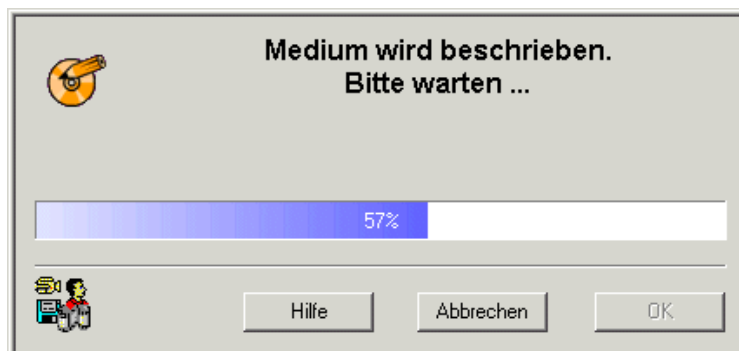 Medium wird beschrieben.
Bitte warten ...
57%
Hilfe
Abbrechen
OK